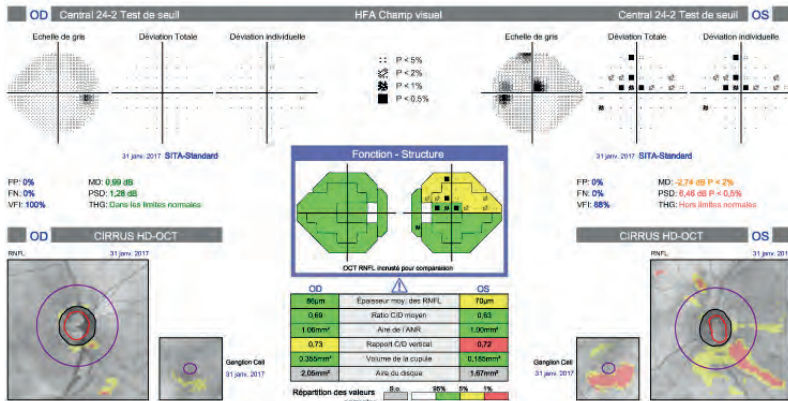 OD Central 24-2 Test de seuil HFA Champ visuel Central 24-2 Test de seuil OS
Echelle de gris Déviation Totale Déviation individuelle Echelle de gris Déviation Totale Déviation individuelle
P < 5%
P < 2%
P < 1%
P < 0.5%
31 janv. 2017 SITA-Standard
31 janv. 2017 SITA-Standard
FP: 0% MD: 0,99 dB
FN: 0% PSD: 1,28 dB
VFI: 100% THG: Dans les limites normales
Fonction - Structure
OCT RNFL incrusté pour comparaison
FP: 0% MD: -2,74 dB P < 2%
FN: 0% PSD: 6,46 dB P < 0,5%
VFI: 88% THG: Hors limites normales
OD CIRRUS HD-OCT
RNFL 31 janv. 2017
Ganglion Cell
31 janv. 2017
OD OS
Épaisseur moy. des RNFL 70µm
0,69 Ratio C/D moyen 0,63
1.06mm² Aire de l'ANR 1.00mm²
0,73 Rapport C/D vertical 0,72
0.355mm³ Volume de la cupule 0.185mm³
2,05mm² Aire du disque 1.67mm²
Répartition des valeurs S.o. 95% 5% 1%
CIRRUS HD-OCT OS
RNFL 31 janv. 2017
Ganglion Cell
31 janv. 2017